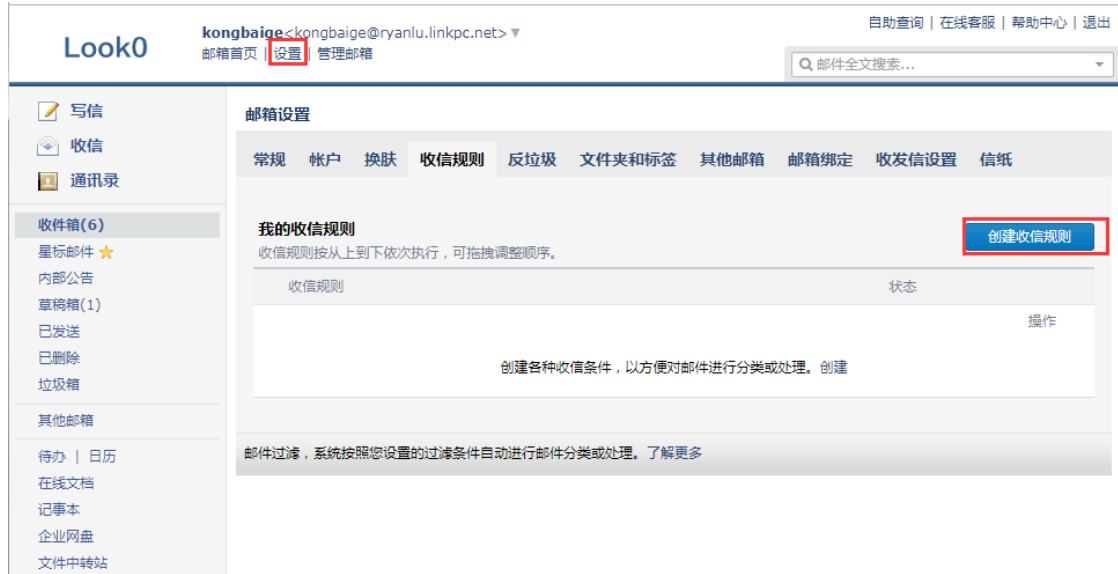 Look0
kongbaige<kongbaige@ryanlu.linkpc.net>
邮箱首页 | 设置 | 管理邮箱
自助查询 | 在线客服 | 帮助中心 | 退出
邮件全文搜索...
写信
收信
通讯录
收件箱(6)
星标邮件
内部公告
草稿箱(1)
已发送
已删除
垃圾箱
其他邮箱
待办 | 日历
在线文档
记事本
企业网盘
文件中转站
邮箱设置
常规 帐户 换肤 收信规则 反垃圾 文件夹和标签 其他邮箱 邮箱绑定 收发信设置 信纸
我的收信规则
收信规则按从上到下依次执行，可拖拽调整顺序。
创建收信规则
收信规则 状态
操作
创建各种收信条件，以方便对邮件进行分类或处理。创建
邮件过滤，系统按照您设置的过滤条件自动进行邮件分类或处理。了解更多